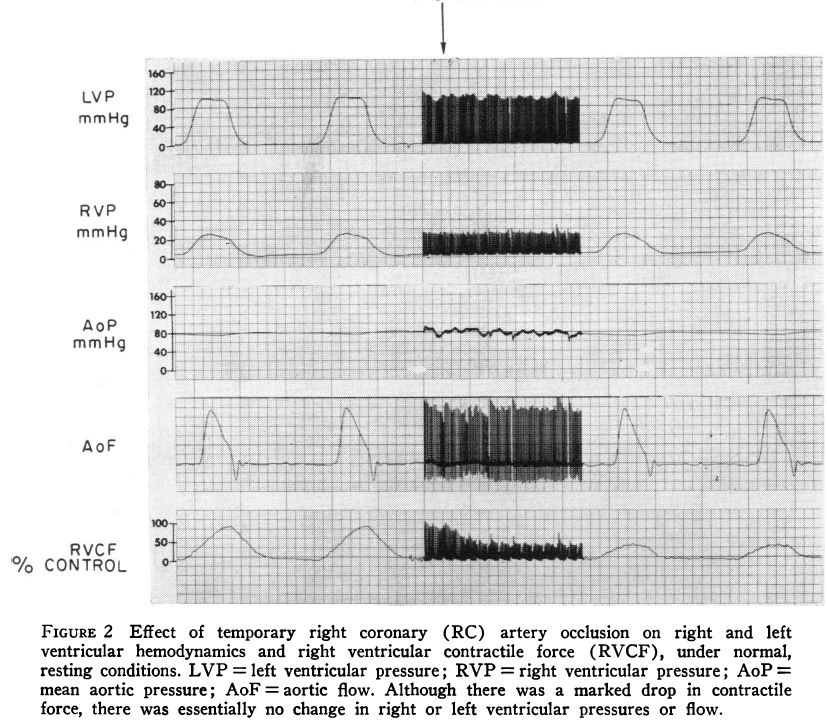 160
LVP
120
mmHg
80
40
0
80
RVP
60
mmHg
40
20
0
160
AoP
120
mmHg
80
40
0
AoF
100
RVCF
50
% CONTROL
0
FIGURE 2 Effect of temporary right coronary (RC) artery occlusion on right and left
ventricular hemodynamics and right ventricular contractile force (RVCF), under normal,
resting conditions. LVP = left ventricular pressure; RVP = right ventricular pressure; AoP =
mean aortic pressure; AoF = aortic flow. Although there was a marked drop in contractile
force, there was essentially no change in right or left ventricular pressures or flow.